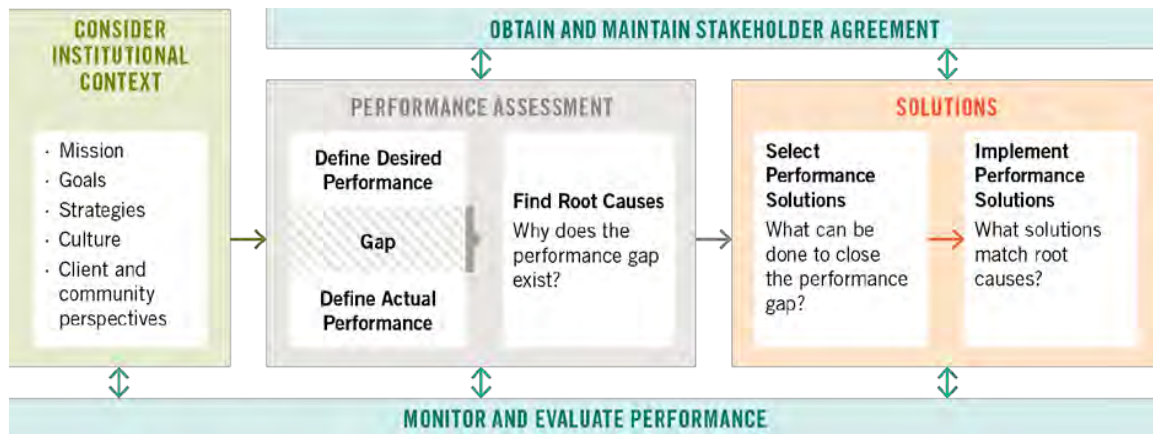 CONSIDER
INSTITUTIONAL
CONTEXT
· Mission
· Goals
· Strategies
· Culture
· Client and
community
perspectives
OBTAIN AND MAINTAIN STAKEHOLDER AGREEMENT
PERFORMANCE ASSESSMENT
Define Desired
Performance
Gap
Define Actual
Performance
Find Root Causes
Why does the
performance gap
exist?
SOLUTIONS
Select
Performance
Solutions
What can be
done to close
the performance
gap?
Implement
Performance
Solutions
What solutions
match root
causes?
MONITOR AND EVALUATE PERFORMANCE